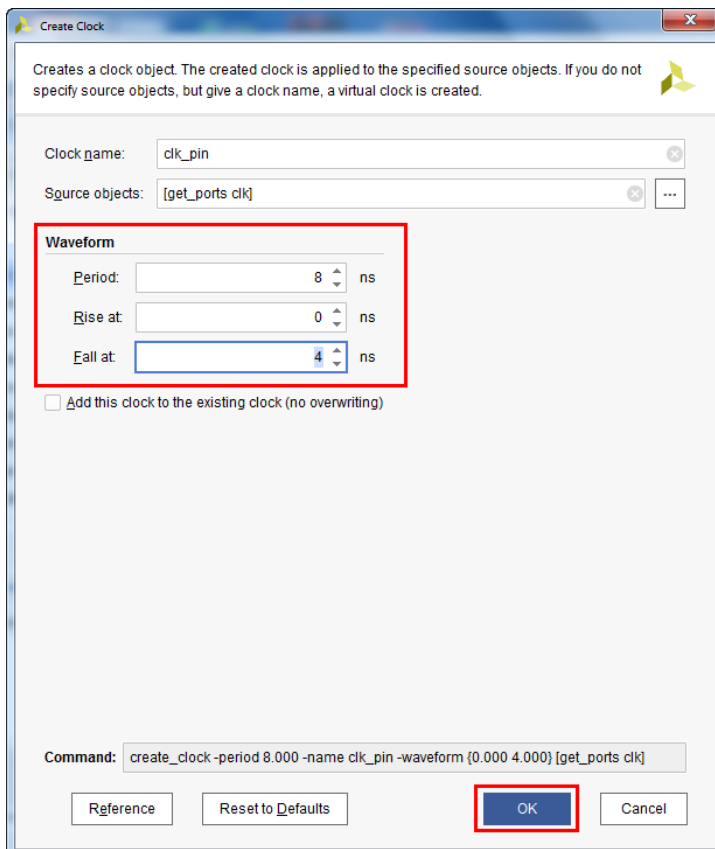 Create Clock
Creates a clock object. The created clock is applied to the specified source objects. If you do not
specify source objects, but give a clock name, a virtual clock is created.
Clock name: clk_pin
Source objects: [get_ports clk] ...
Waveform
Period: 8 ns
Rise at: 0 ns
Fall at: 4 ns
Add this clock to the existing clock (no overwriting)
Command: create_clock -period 8.000 -name clk_pin -waveform {0.000 4.000} [get_ports clk]
Reference Reset to Defaults OK Cancel